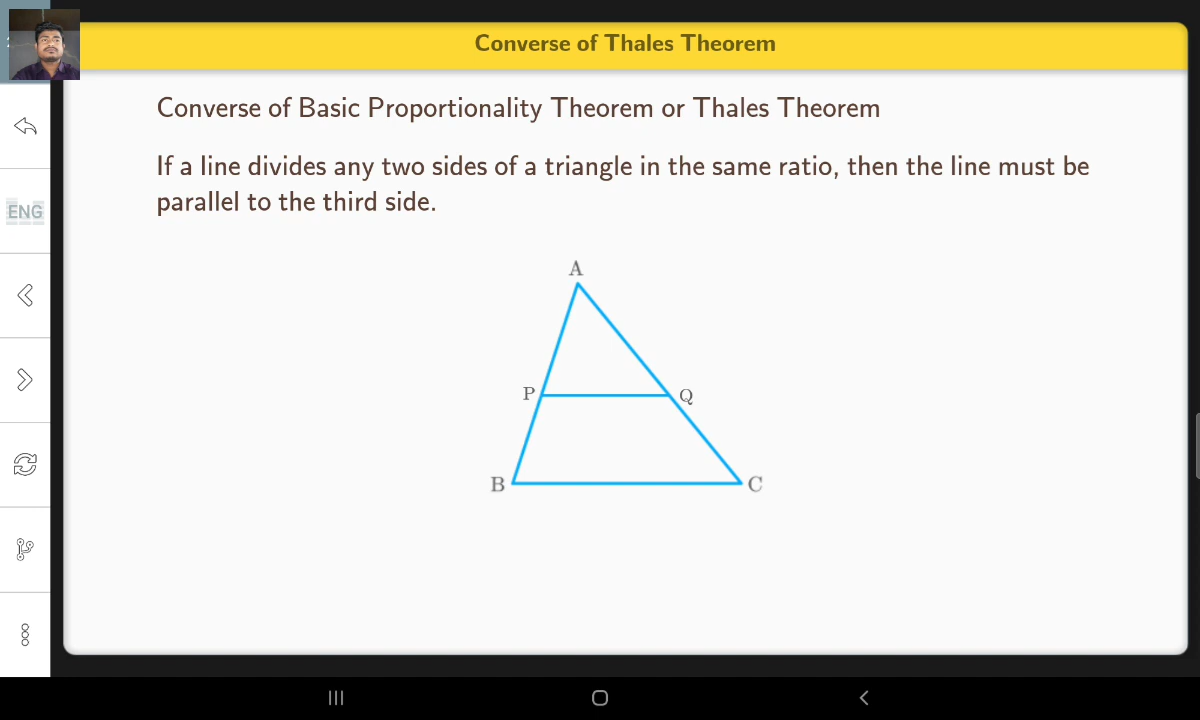 Converse of Thales Theorem
ENG
Converse of Basic Proportionality Theorem or Thales Theorem
If a line divides any two sides of a triangle in the same ratio, then the line must be
parallel to the third side.
A
P
Q
B
C